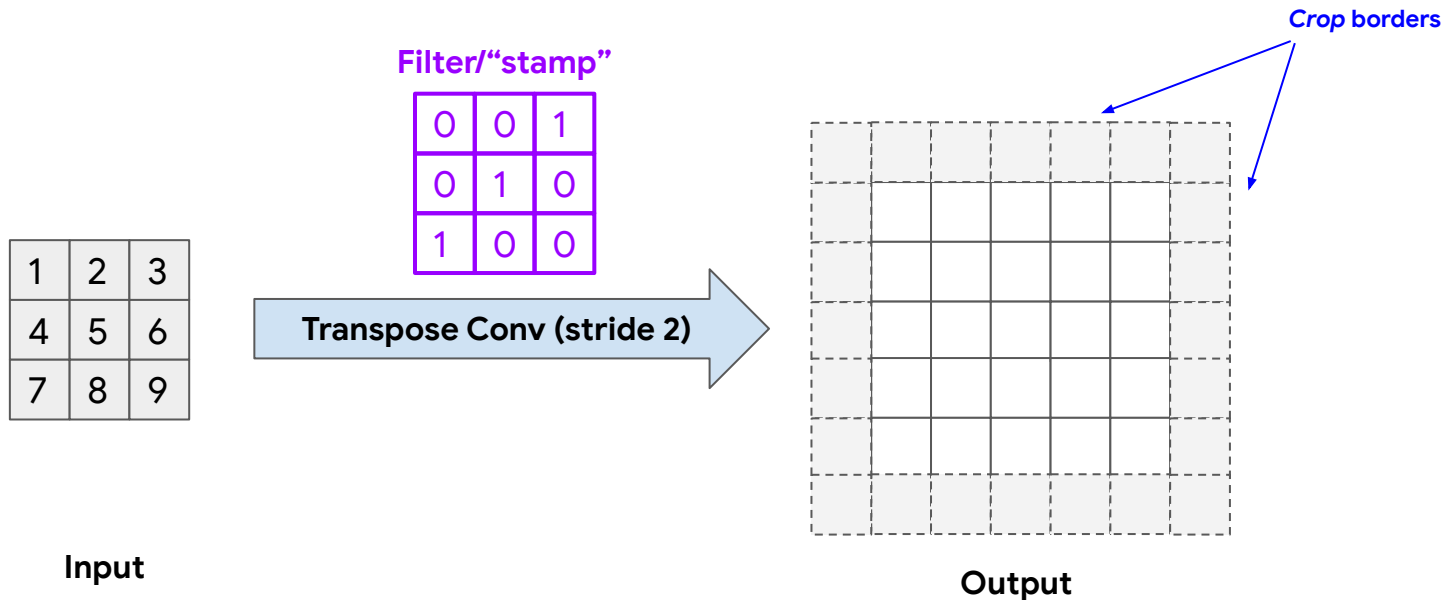 Crop borders
Filter/“stamp”
0 0 1
0 1 0
1 0 0
1 2 3
4 5 6
7 8 9
Transpose Conv (stride 2)
Input
Output